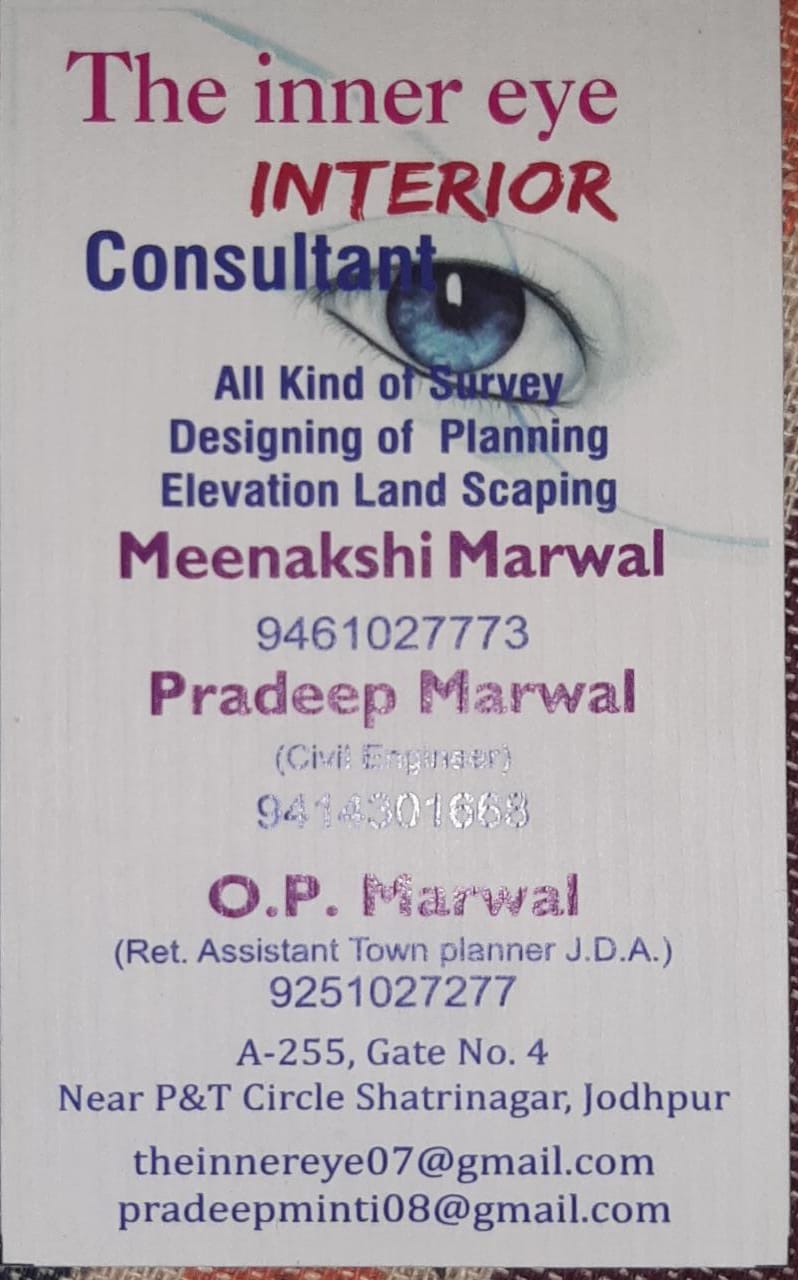 The inner eye
INTERIOR
Consultant
All Kind of Survey
Designing of Planning
Elevation Land Scaping
Meenakshi Marwal
9461027773
Pradeep Marwal
(Civil Engineer)
9414301668
O.P. Marwal
(Ret. Assistant Town planner J.D.A.)
9251027277
A-255, Gate No. 4
Near P&T Circle Shatrinagar, Jodhpur
theinnereye07@gmail.com
pradeepminti08@gmail.com